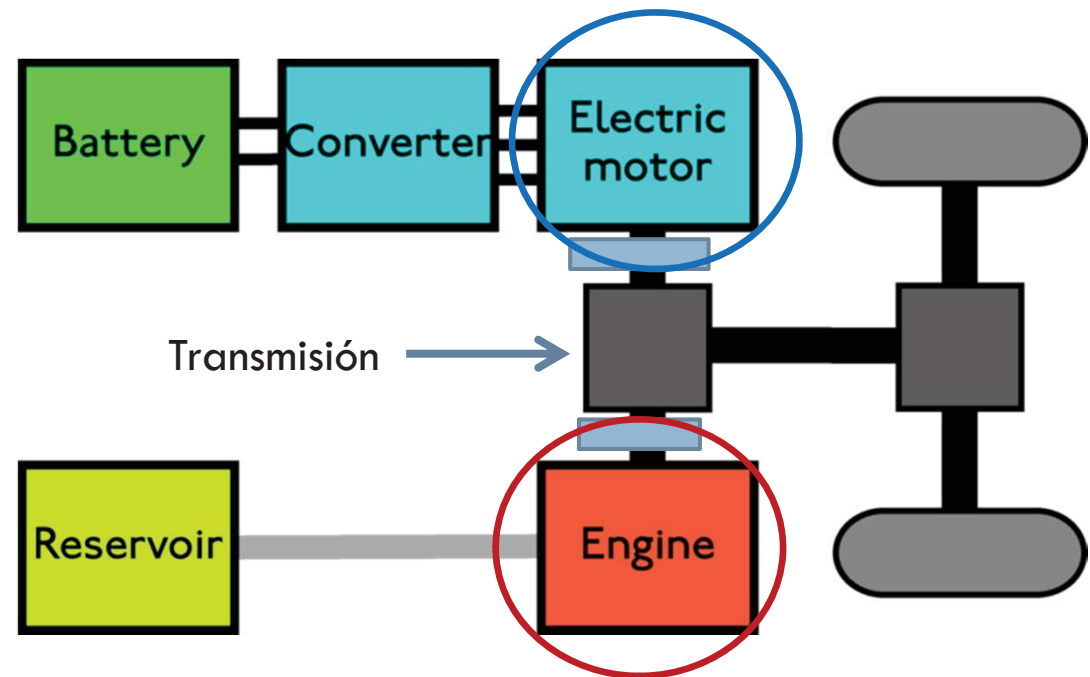 Battery
Converter
Electric
motor
Transmisión
Reservoir
Engine